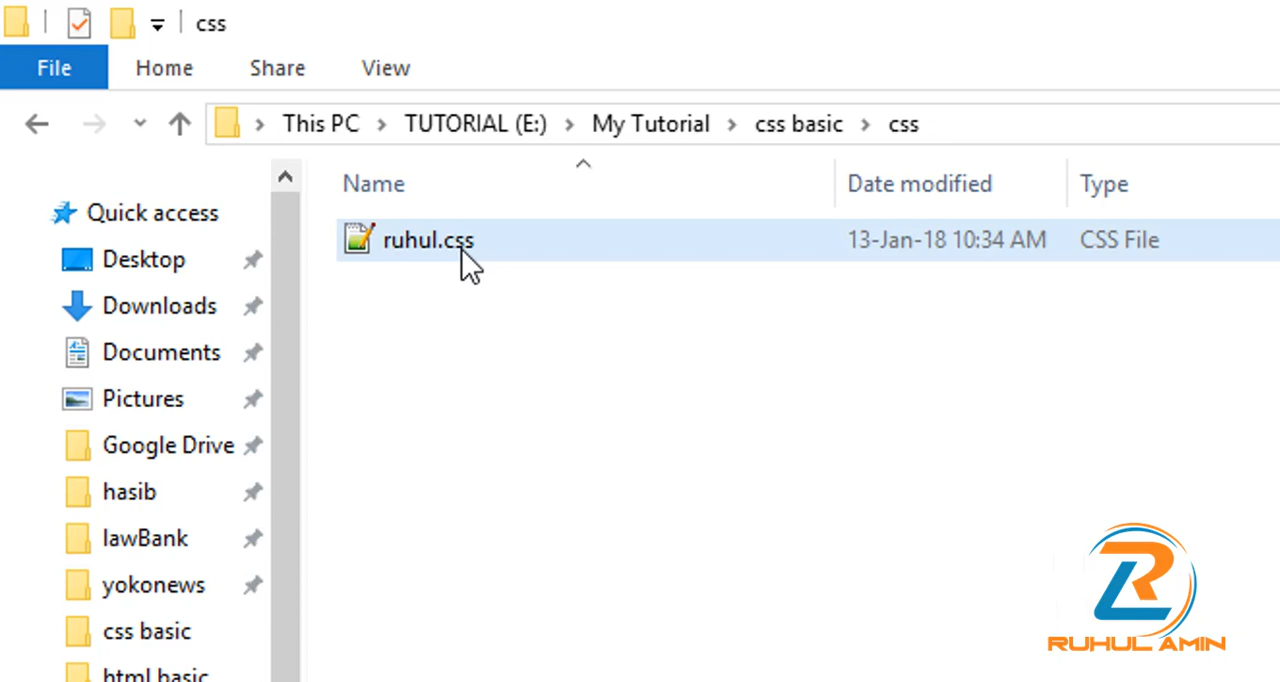 css
File Home Share View
This PC TUTORIAL (E:) My Tutorial css basic css
Name Date modified Type
ruhul.css 13-Jan-18 10:34 AM CSS File
Quick access
Desktop
Downloads
Documents
Pictures
Google Drive
hasib
lawBank
yokonews
css basic
html basic
RUHUL AMIN